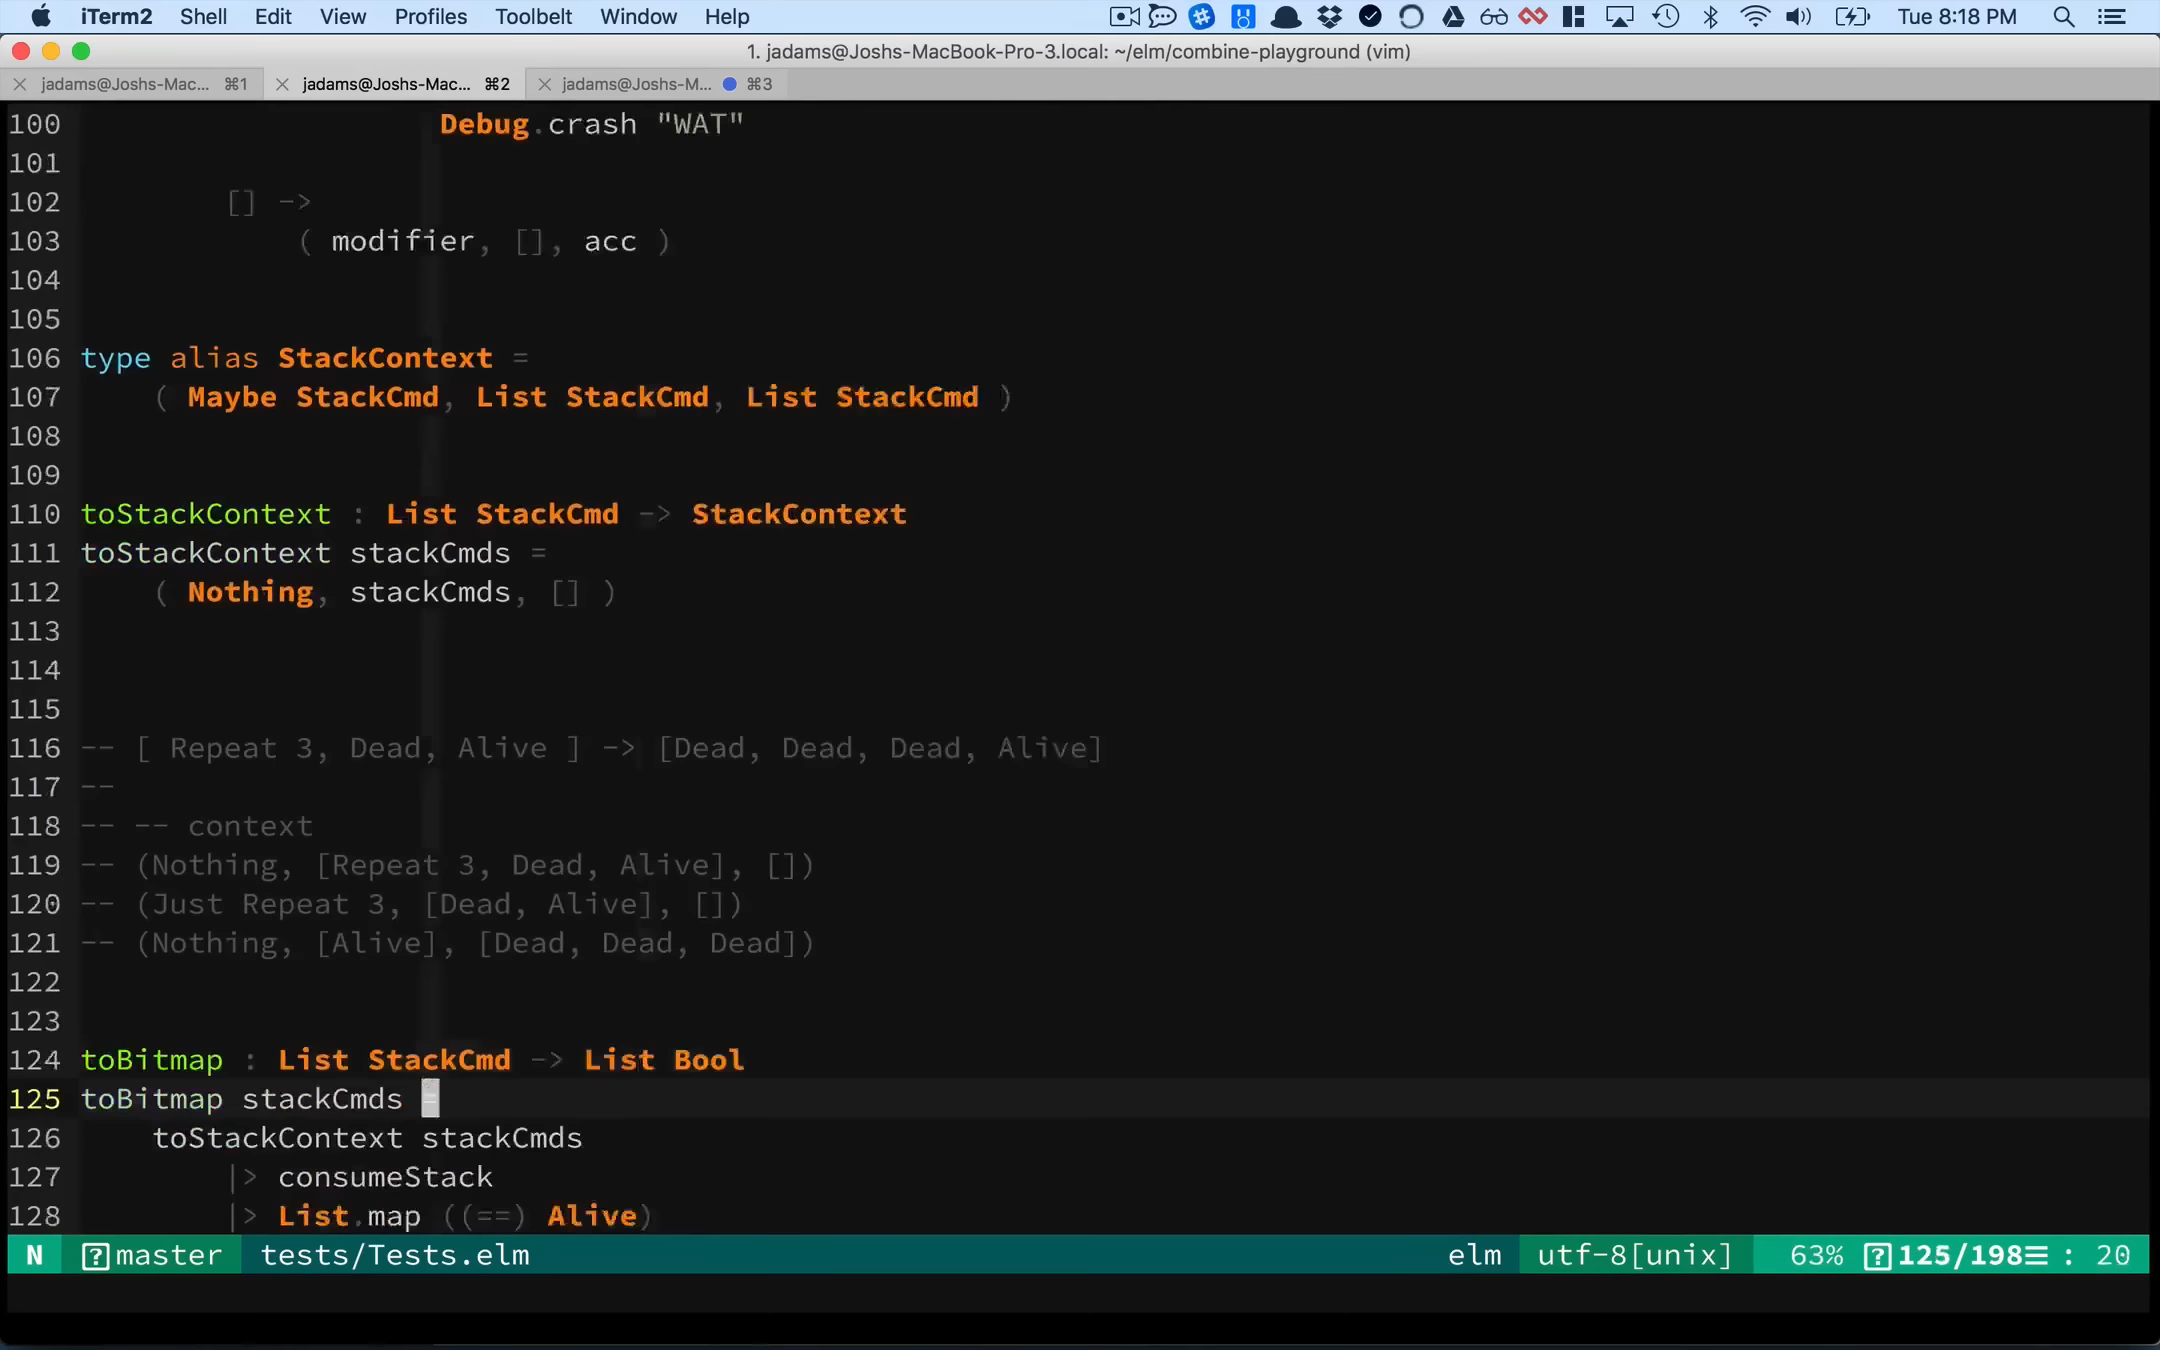 iTerm2 Shell Edit View Profiles Toolbelt Window Help Tue 8:18 PM
1. jadams@Joshs-MacBook-Pro-3.local: ~/elm/combine-playground (vim)
jadams@Joshs-Mac... ⌘1 jadams@Joshs-Mac... ⌘2 jadams@Joshs-M... ⌘3
100 Debug.crash "WAT"
101
102 [] ->
103 ( modifier, [], acc )
104
105
106 type alias StackContext =
107 ( Maybe StackCmd, List StackCmd, List StackCmd )
108
109
110 toStackContext : List StackCmd -> StackContext
111 toStackContext stackCmds =
112 ( Nothing, stackCmds, [] )
113
114
115
116 -- [ Repeat 3, Dead, Alive ] -> [Dead, Dead, Dead, Alive]
117 --
118 -- -- context
119 -- (Nothing, [Repeat 3, Dead, Alive], [])
120 -- (Just Repeat 3, [Dead, Alive], [])
121 -- (Nothing, [Alive], [Dead, Dead, Dead])
122
123
124 toBitmap : List StackCmd -> List Bool
125 toBitmap stackCmds =
126 toStackContext stackCmds
127 |> consumeStack
128 |> List.map ((==) Alive)
N [?]master tests/Tests.elm elm utf-8[unix] 63% [?]125/198☰ : 20